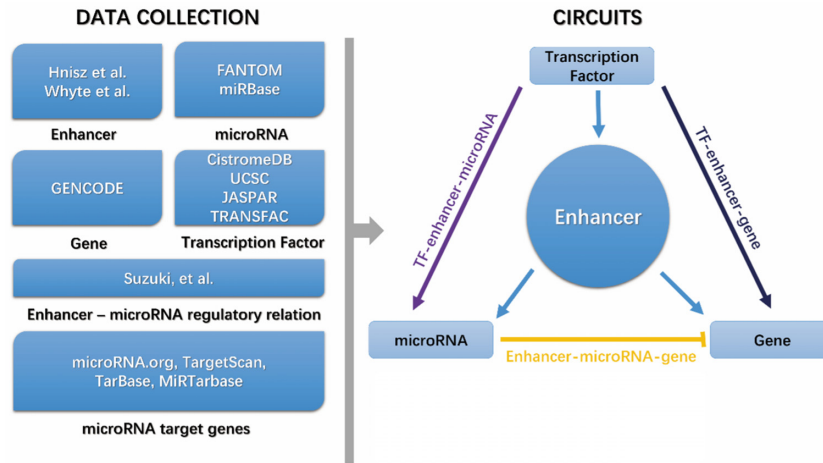 DATA COLLECTION
Hnisz et al.
Whyte et al.
Enhancer
FANTOM
miRBase
microRNA
GENCODE
Gene
CistromeDB
UCSC
JASPAR
TRANSFAC
Transcription Factor
Suzuki, et al.
Enhancer – microRNA regulatory relation
microRNA.org, TargetScan,
TarBase, MiRTarbase
microRNA target genes
CIRCUITS
Transcription
Factor
TF-enhancer-microRNA
TF-enhancer-gene
Enhancer
microRNA
Enhancer-microRNA-gene
Gene